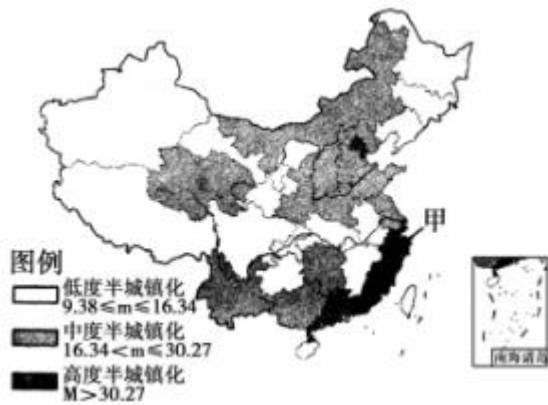 甲
图例
低度半城镇化
9.38≤m≤16.34
中度半城镇化
16.34<m≤30.27
高度半城镇化
M>30.27
南海诸岛